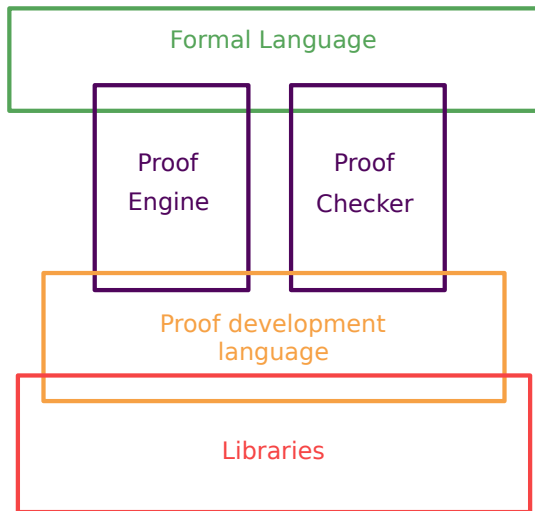 Formal Language
Proof
Engine
Proof
Checker
Proof development
language
Libraries